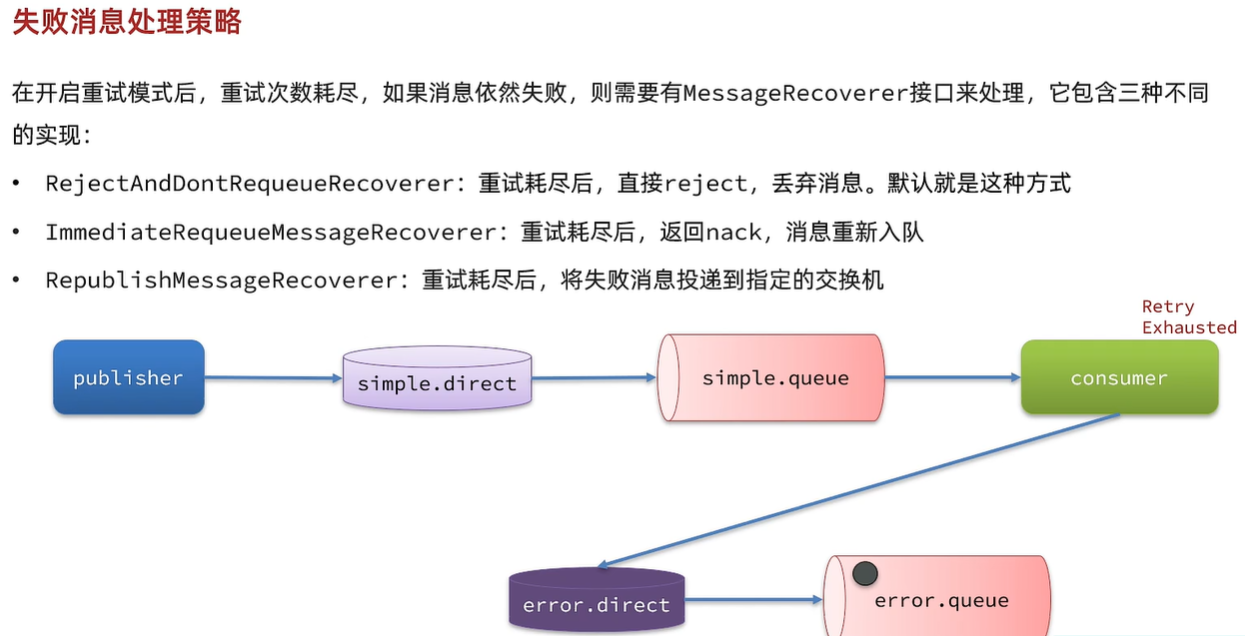 失败消息处理策略
在开启重试模式后，重试次数耗尽，如果消息依然失败，则需要有MessageRecoverer接口来处理，它包含三种不同
的实现：
• RejectAndDontRequeueRecoverer：重试耗尽后，直接reject，丢弃消息。默认就是这种方式
• ImmediateRequeueMessageRecoverer：重试耗尽后，返回nack，消息重新入队
• RepublishMessageRecoverer：重试耗尽后，将失败消息投递到指定的交换机
Retry
Exhausted
publisher
simple.direct
simple.queue
consumer
error.direct
error.queue